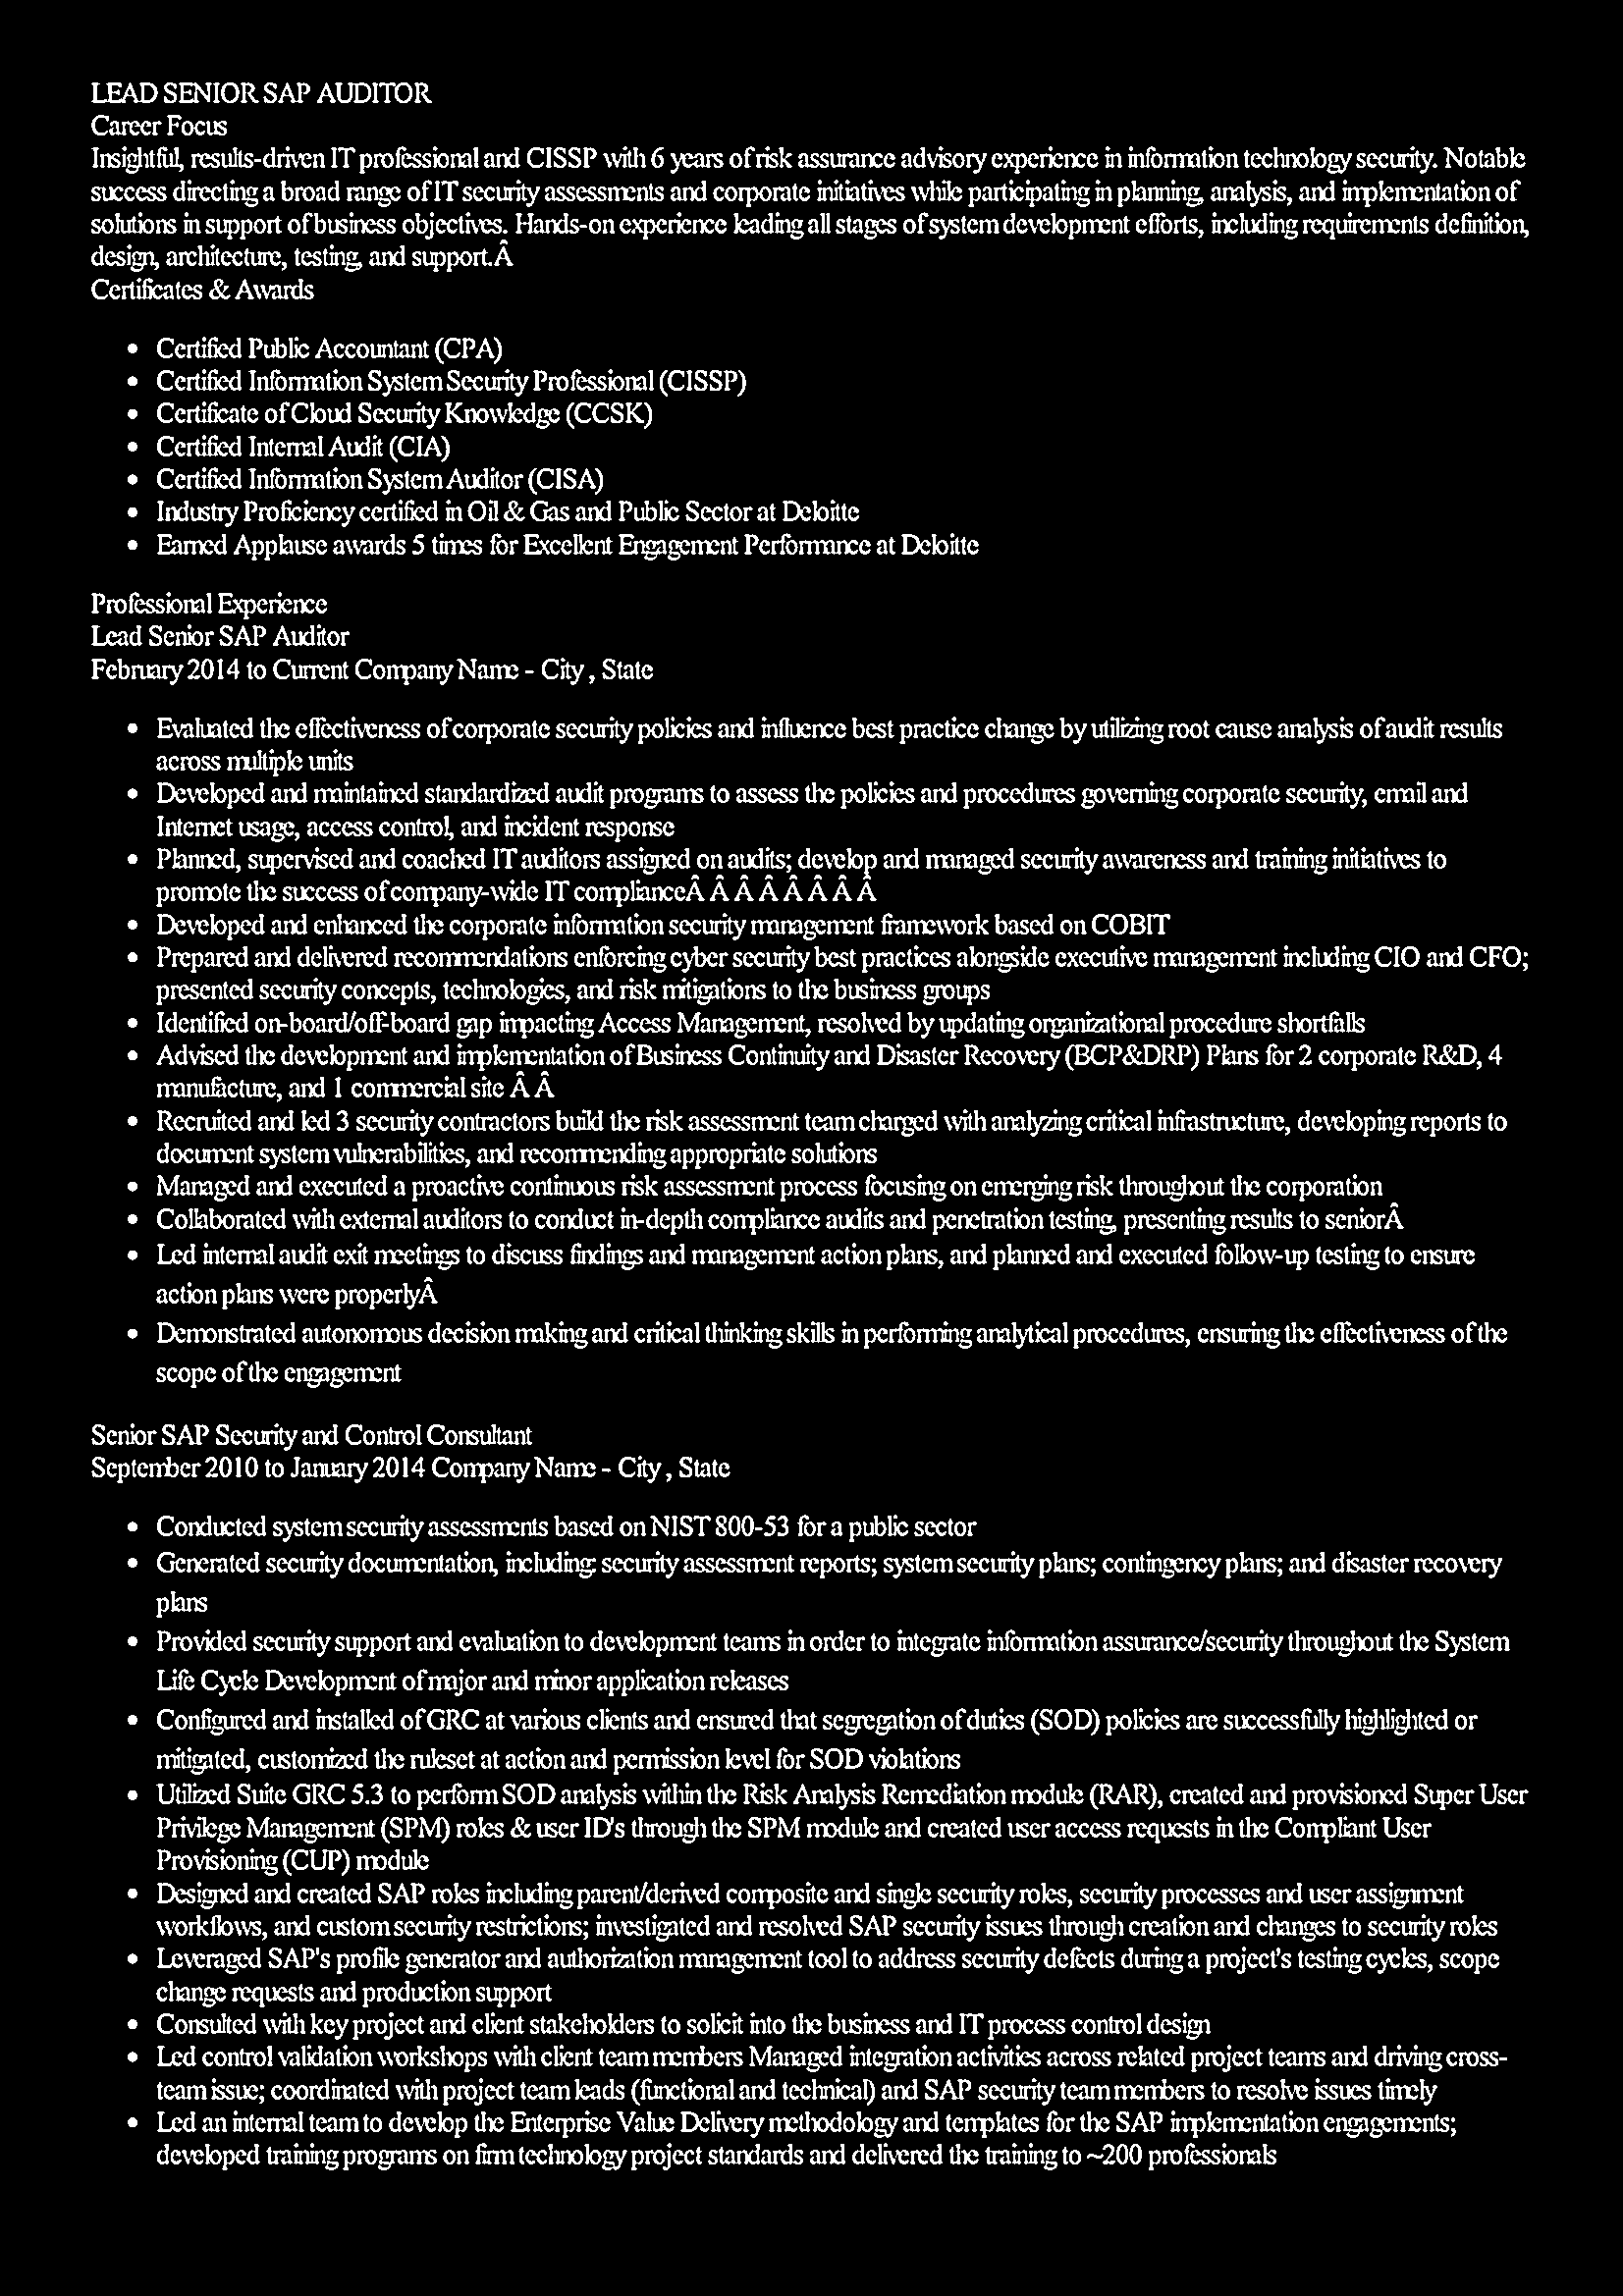 LEAD SENIOR SAP AUDITOR
Career Focus
Insightful, results-driven IT professional and CISSP with 6 years of risk assurance advisory experience in information technology security. Notable
success directing a broad range of IT security assessments and corporate initiatives while participating in planning, analysis, and implementation of
solutions in support of business objectives. Hands-on experience leading all stages of system development efforts, including requirements definition,
design, architecture, testing, and support.Â
Certificates & Awards
• Certified Public Accountant (CPA)
• Certified Information System Security Professional (CISSP)
• Certificate of Cloud Security Knowledge (CCSK)
• Certified Internal Audit (CIA)
• Certified Information System Auditor (CISA)
• Industry Proficiency certified in Oil & Gas and Public Sector at Deloitte
• Earned Applause awards 5 times for Excellent Engagement Performance at Deloitte
Professional Experience
Lead Senior SAP Auditor
February 2014 to Current Company Name - City , State
• Evaluated the effectiveness of corporate security policies and influence best practice change by utilizing root cause analysis of audit results
across multiple units
• Developed and maintained standardized audit programs to assess the policies and procedures governing corporate security, email and
Internet usage, access control, and incident response
• Planned, supervised and coached IT auditors assigned on audits; develop and managed security awareness and training initiatives to
promote the success of company-wide IT complianceÂ Â Â Â Â Â Â Â
• Developed and enhanced the corporate information security management framework based on COBIT
• Prepared and delivered recommendations enforcing cyber security best practices alongside executive management including CIO and CFO;
presented security concepts, technologies, and risk mitigations to the business groups
• Identified on-board/off-board gap impacting Access Management, resolved by updating organizational procedure shortfalls
• Advised the development and implementation of Business Continuity and Disaster Recovery (BCP&DRP) Plans for 2 corporate R&D, 4
manufacture, and 1 commercial site Â Â
• Recruited and led 3 security contractors build the risk assessment team charged with analyzing critical infrastructure, developing reports to
document system vulnerabilities, and recommending appropriate solutions
• Managed and executed a proactive continuous risk assessment process focusing on emerging risk throughout the corporation
• Collaborated with external auditors to conduct in-depth compliance audits and penetration testing, presenting results to seniorÂ
• Led internal audit exit meetings to discuss findings and management action plans, and planned and executed follow-up testing to ensure
action plans were properlyÂ
• Demonstrated autonomous decision making and critical thinking skills in performing analytical procedures, ensuring the effectiveness of the
scope of the engagement
Senior SAP Security and Control Consultant
September 2010 to January 2014 Company Name - City , State
• Conducted system security assessments based on NIST 800-53 for a public sector
• Generated security documentation, including: security assessment reports; system security plans; contingency plans; and disaster recovery
plans
• Provided security support and evaluation to development teams in order to integrate information assurance/security throughout the System
Life Cycle Development of major and minor application releases
• Configured and installed of GRC at various clients and ensured that segregation of duties (SOD) policies are successfully highlighted or
mitigated, customized the ruleset at action and permission level for SOD violations
• Utilized Suite GRC 5.3 to perform SOD analysis within the Risk Analysis Remediation module (RAR), created and provisioned Super User
Privilege Management (SPM) roles & user ID's through the SPM module and created user access requests in the Compliant User
Provisioning (CUP) module
• Designed and created SAP roles including parent/derived composite and single security roles, security processes and user assignment
workflows, and custom security restrictions; investigated and resolved SAP security issues through creation and changes to security roles
• Leveraged SAP's profile generator and authorization management tool to address security defects during a project's testing cycles, scope
change requests and production support
• Consulted with key project and client stakeholders to solicit into the business and IT process control design
• Led control validation workshops with client team members Managed integration activities across related project teams and driving cross-
team issue; coordinated with project team leads (functional and technical) and SAP security team members to resolve issues timely
• Led an internal team to develop the Enterprise Value Delivery methodology and templates for the SAP implementation engagements;
developed training programs on firm technology project standards and delivered the training to ~200 professionals